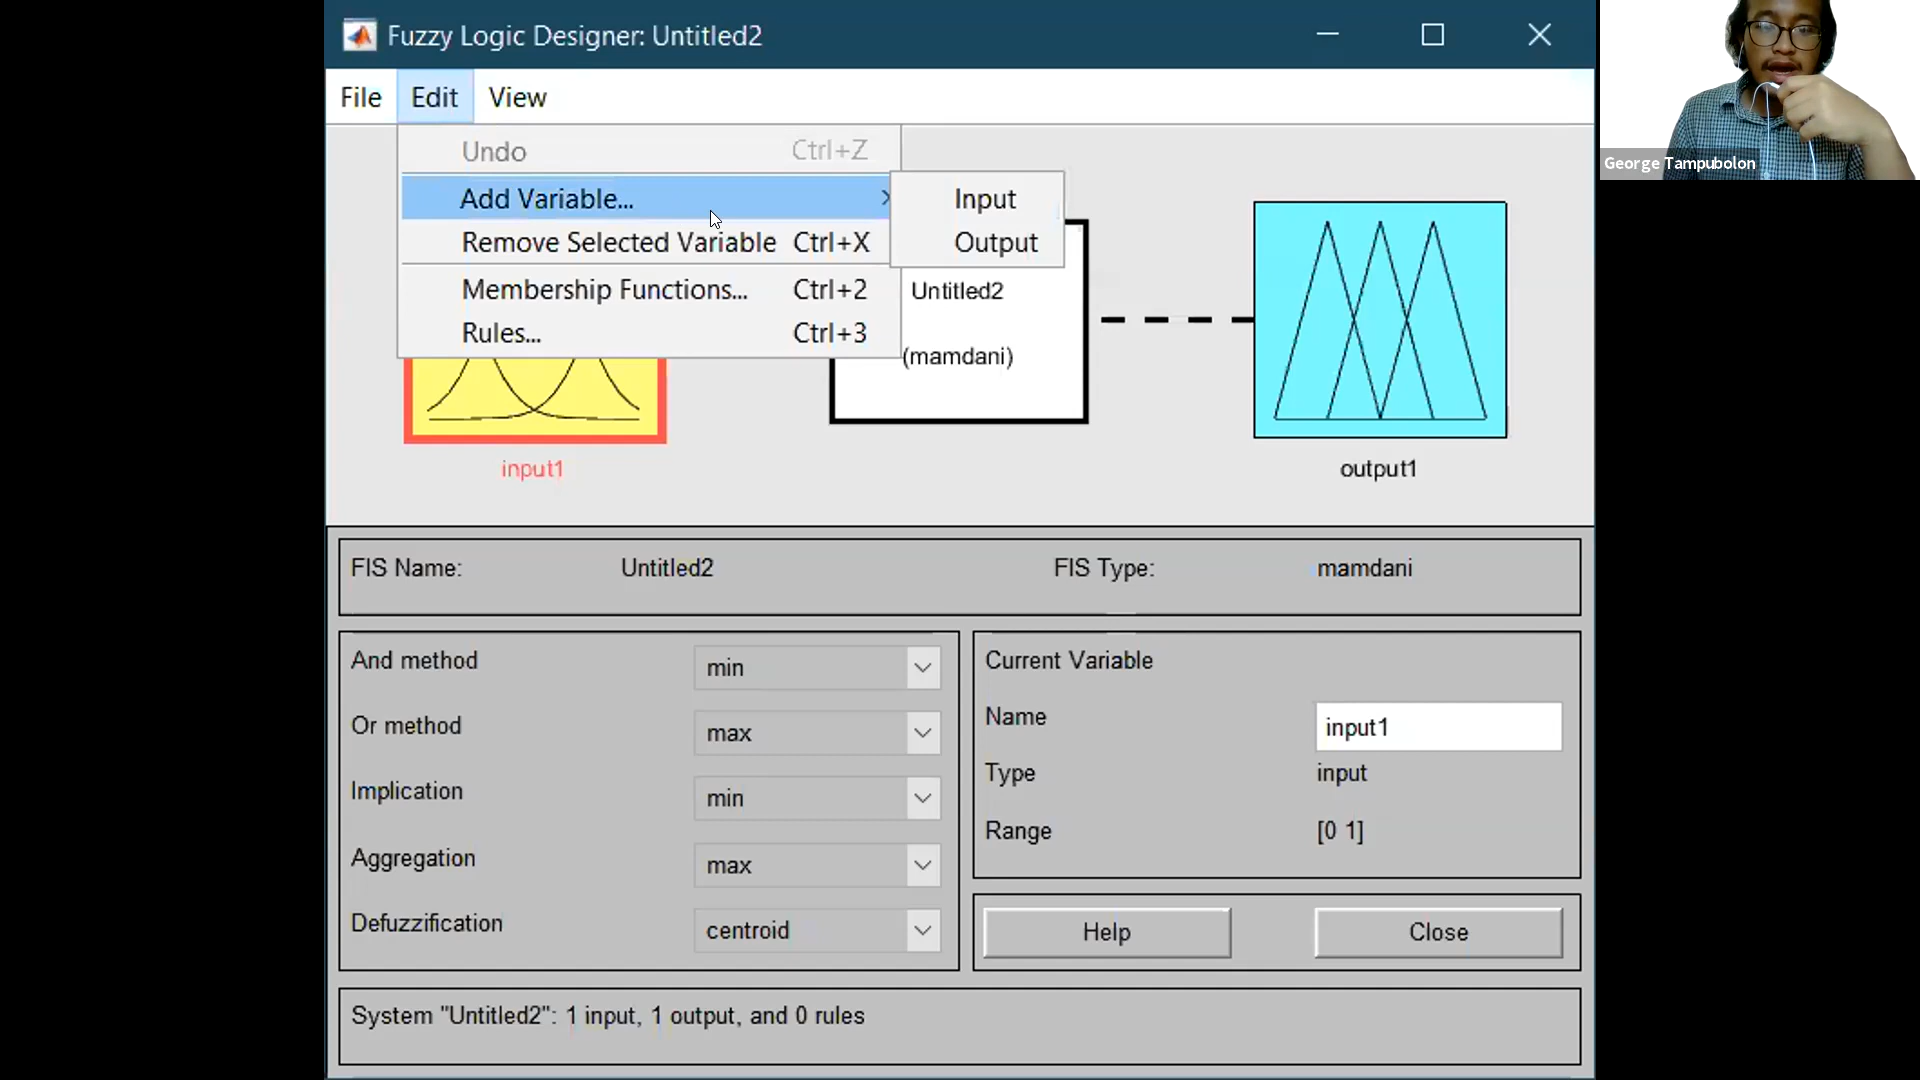 Fuzzy Logic Designer: Untitled2
File Edit View
Undo Ctrl+Z
Add Variable...
Remove Selected Variable Ctrl+X
Membership Functions... Ctrl+2
Rules... Ctrl+3
Input
Output
Untitled2
(mamdani)
input1
output1
FIS Name: Untitled2 FIS Type: mamdani
And method min
Or method max
Implication min
Aggregation max
Defuzzification centroid
Current Variable
Name input1
Type input
Range [0 1]
Help Close
System "Untitled2": 1 input, 1 output, and 0 rules
George Tampubolon